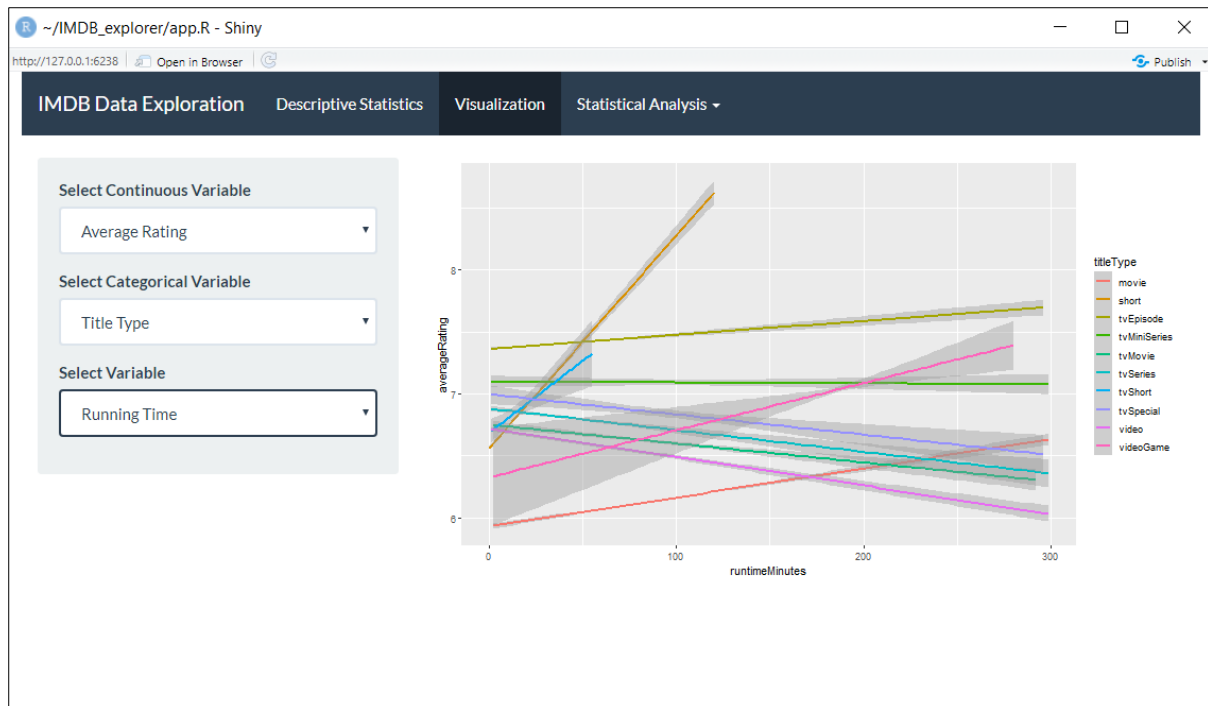 R ~/IMDB_explorer/app.R - Shiny
http://127.0.0.1:6238 Open in Browser Publish
IMDB Data Exploration Descriptive Statistics Visualization Statistical Analysis
Select Continuous Variable
Average Rating
Select Categorical Variable
Title Type
Select Variable
Running Time
averageRating
8
7
6
0 100 200 300
runtimeMinutes
titleType
movie
short
tvEpisode
tvMiniSeries
tvMovie
tvSeries
tvShort
tvSpecial
video
videoGame